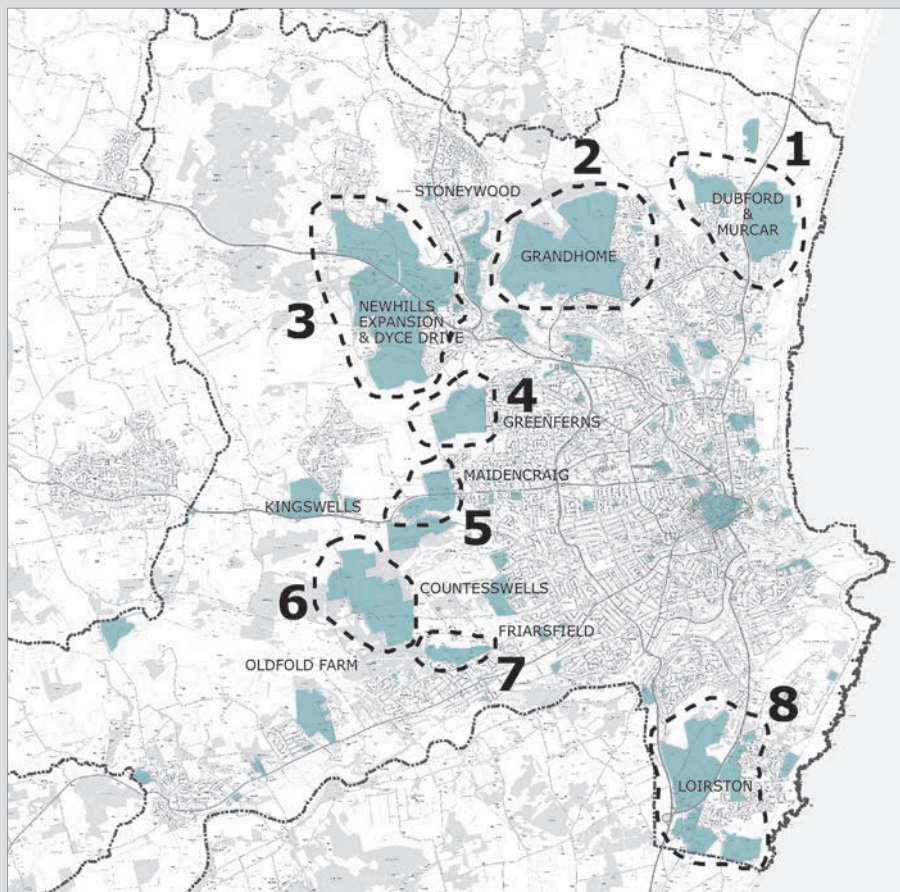 1
2
STONEYWOOD
DUBFORD
&
MURCAR
GRANDHOME
3
NEWHILLS
EXPANSION
& DYCE DRIVE
4
GREENFERNS
MAIDENCRAIG
KINGSWELLS
5
6
COUNTESSWELLS
FRIARSFIELD
OLDFOLD FARM
7
8
LOIRSTON